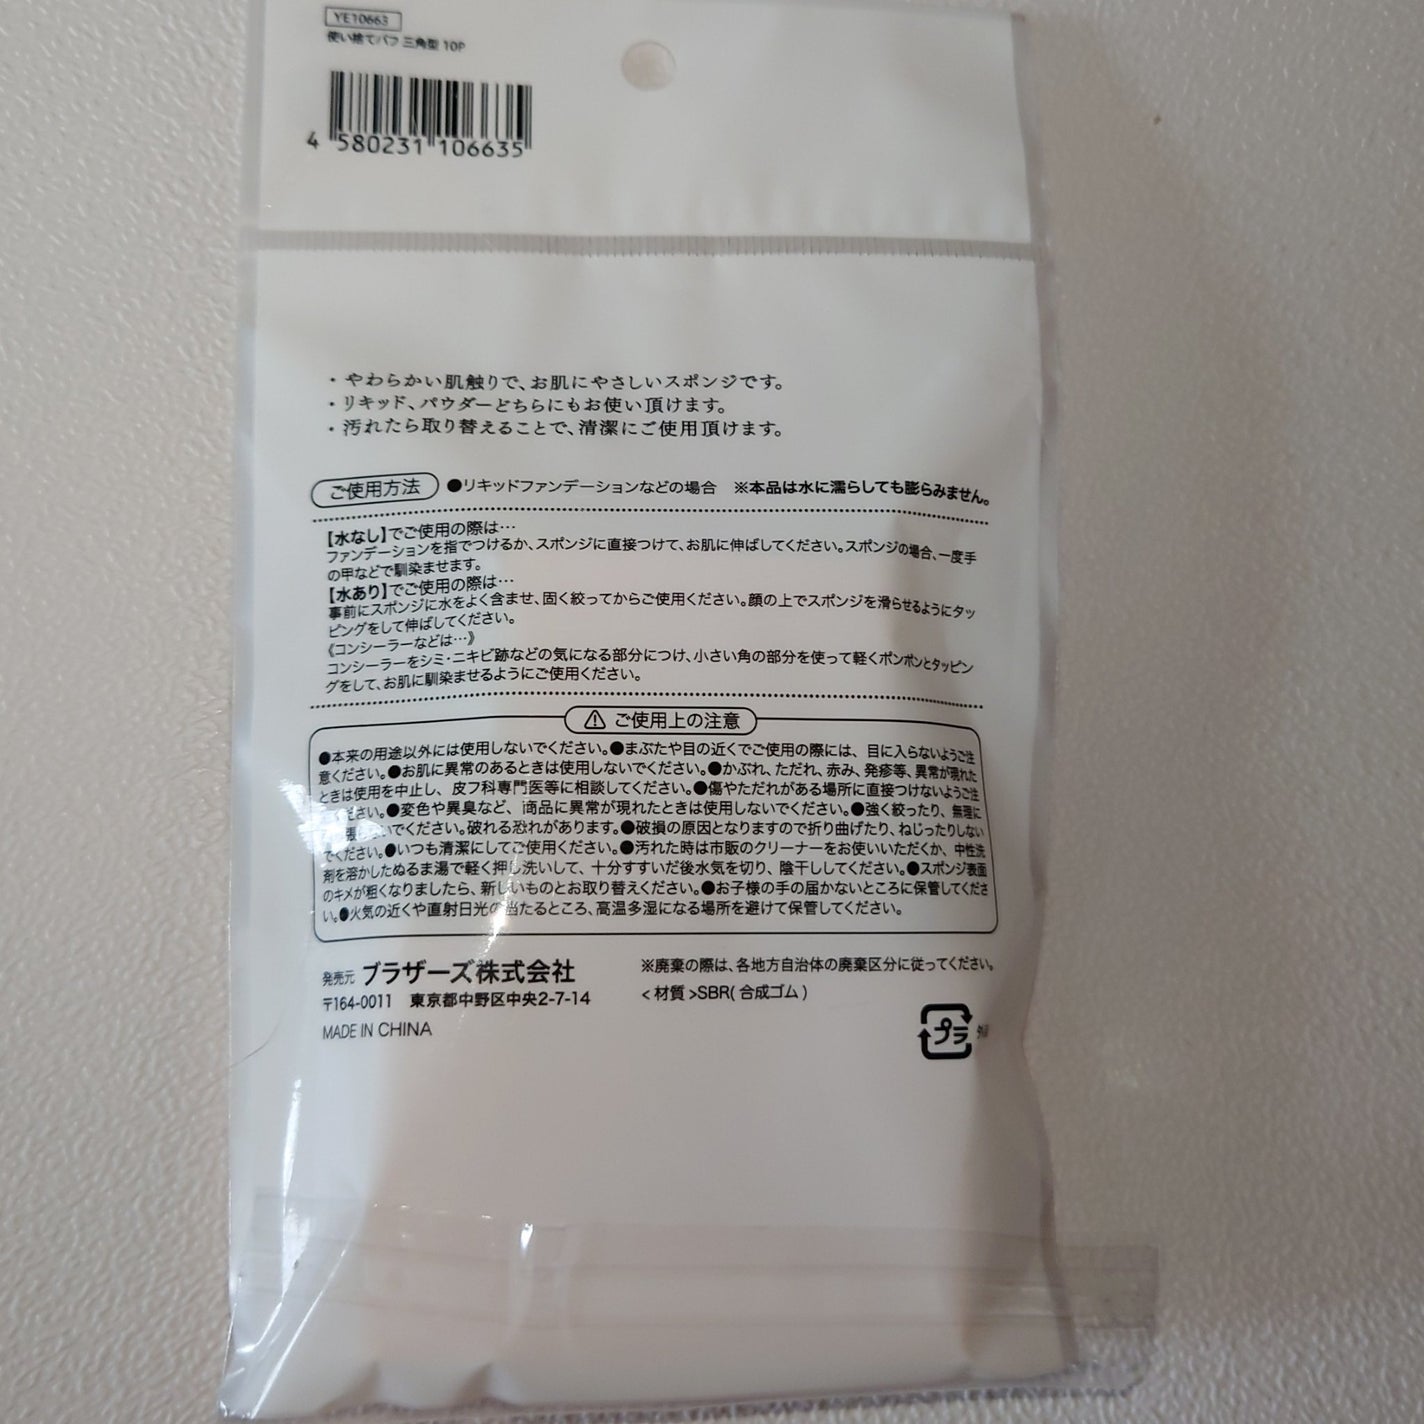 YE10663
使い捨てパフ 三角型 10P
4 580231 106635
・やわらかい肌触りで、お肌にやさしいスポンジです。
・リキッド、パウダーどちらにもお使い頂けます。
・汚れたら取り替えることで、清潔にご使用頂けます。
ご使用方法 ●リキッドファンデーションなどの場合 ※本品は水に濡らしても膨らみません。
【水なし】でご使用の際は…
ファンデーションを指でつけるか、スポンジに直接つけて、お肌に伸ばしてください。スポンジの場合、一度手
の甲などで馴染ませます。
【水あり】でご使用の際は…
事前にスポンジに水をよく含ませ、固く絞ってからご使用ください。顔の上でスポンジを滑らせるようにタッ
ピングをして伸ばしてください。
《コンシーラーなどは…》
コンシーラーをシミ・ニキビ跡などの気になる部分につけ、小さい角の部分を使って軽くポンポンとタッピン
グをして、お肌に馴染ませるようにご使用ください。
⚠ ご使用上の注意
●本来の用途以外には使用しないでください。●まぶたや目の近くでご使用の際には、目に入らないようご注
意ください。●お肌に異常のあるときは使用しないでください。●かぶれ、ただれ、赤み、発疹等、異常が現れた
ときは使用を中止し、皮フ科専門医等に相談してください。●傷やただれがある場所に直接つけないようご注
ください。●変色や異臭など、商品に異常が現れたときは使用しないでください。●強く絞ったり、無理に
張らないでください。破れる恐れがあります。●破損の原因となりますので折り曲げたり、ねじったりしない
でください。●いつも清潔にしてご使用ください。●汚れた時は市販のクリーナーをお使いいただくか、中性洗
剤を溶かしたぬるま湯で軽く押し洗いして、十分すすいだ後水気を切り、陰干ししてください。●スポンジ表面
のキメが粗くなりましたら、新しいものとお取り替えください。●お子様の手の届かないところに保管してくださ
い。●火気の近くや直射日光の当たるところ、高温多湿になる場所を避けて保管してください。
発売元 ブラザーズ株式会社
〒164-0011 東京都中野区中央2-7-14
MADE IN CHINA
※廃棄の際は、各地方自治体の廃棄区分に従ってください。
<材質>SBR(合成ゴム)
プラ